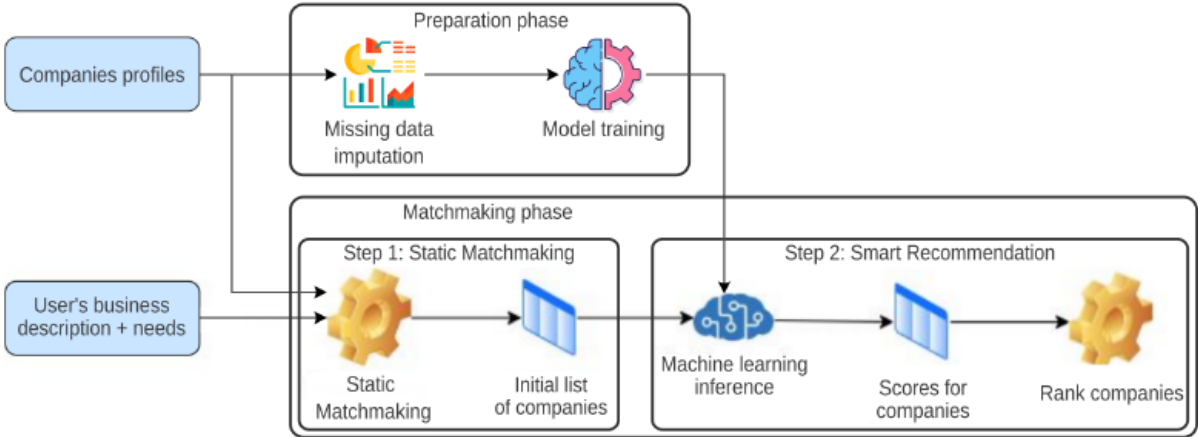 Preparation phase
Companies profiles
Missing data
imputation
Model training
Matchmaking phase
Step 1: Static Matchmaking
Step 2: Smart Recommendation
User's business
description + needs
Static
Matchmaking
Initial list
of companies
Machine learning
inference
Scores for
companies
Rank companies